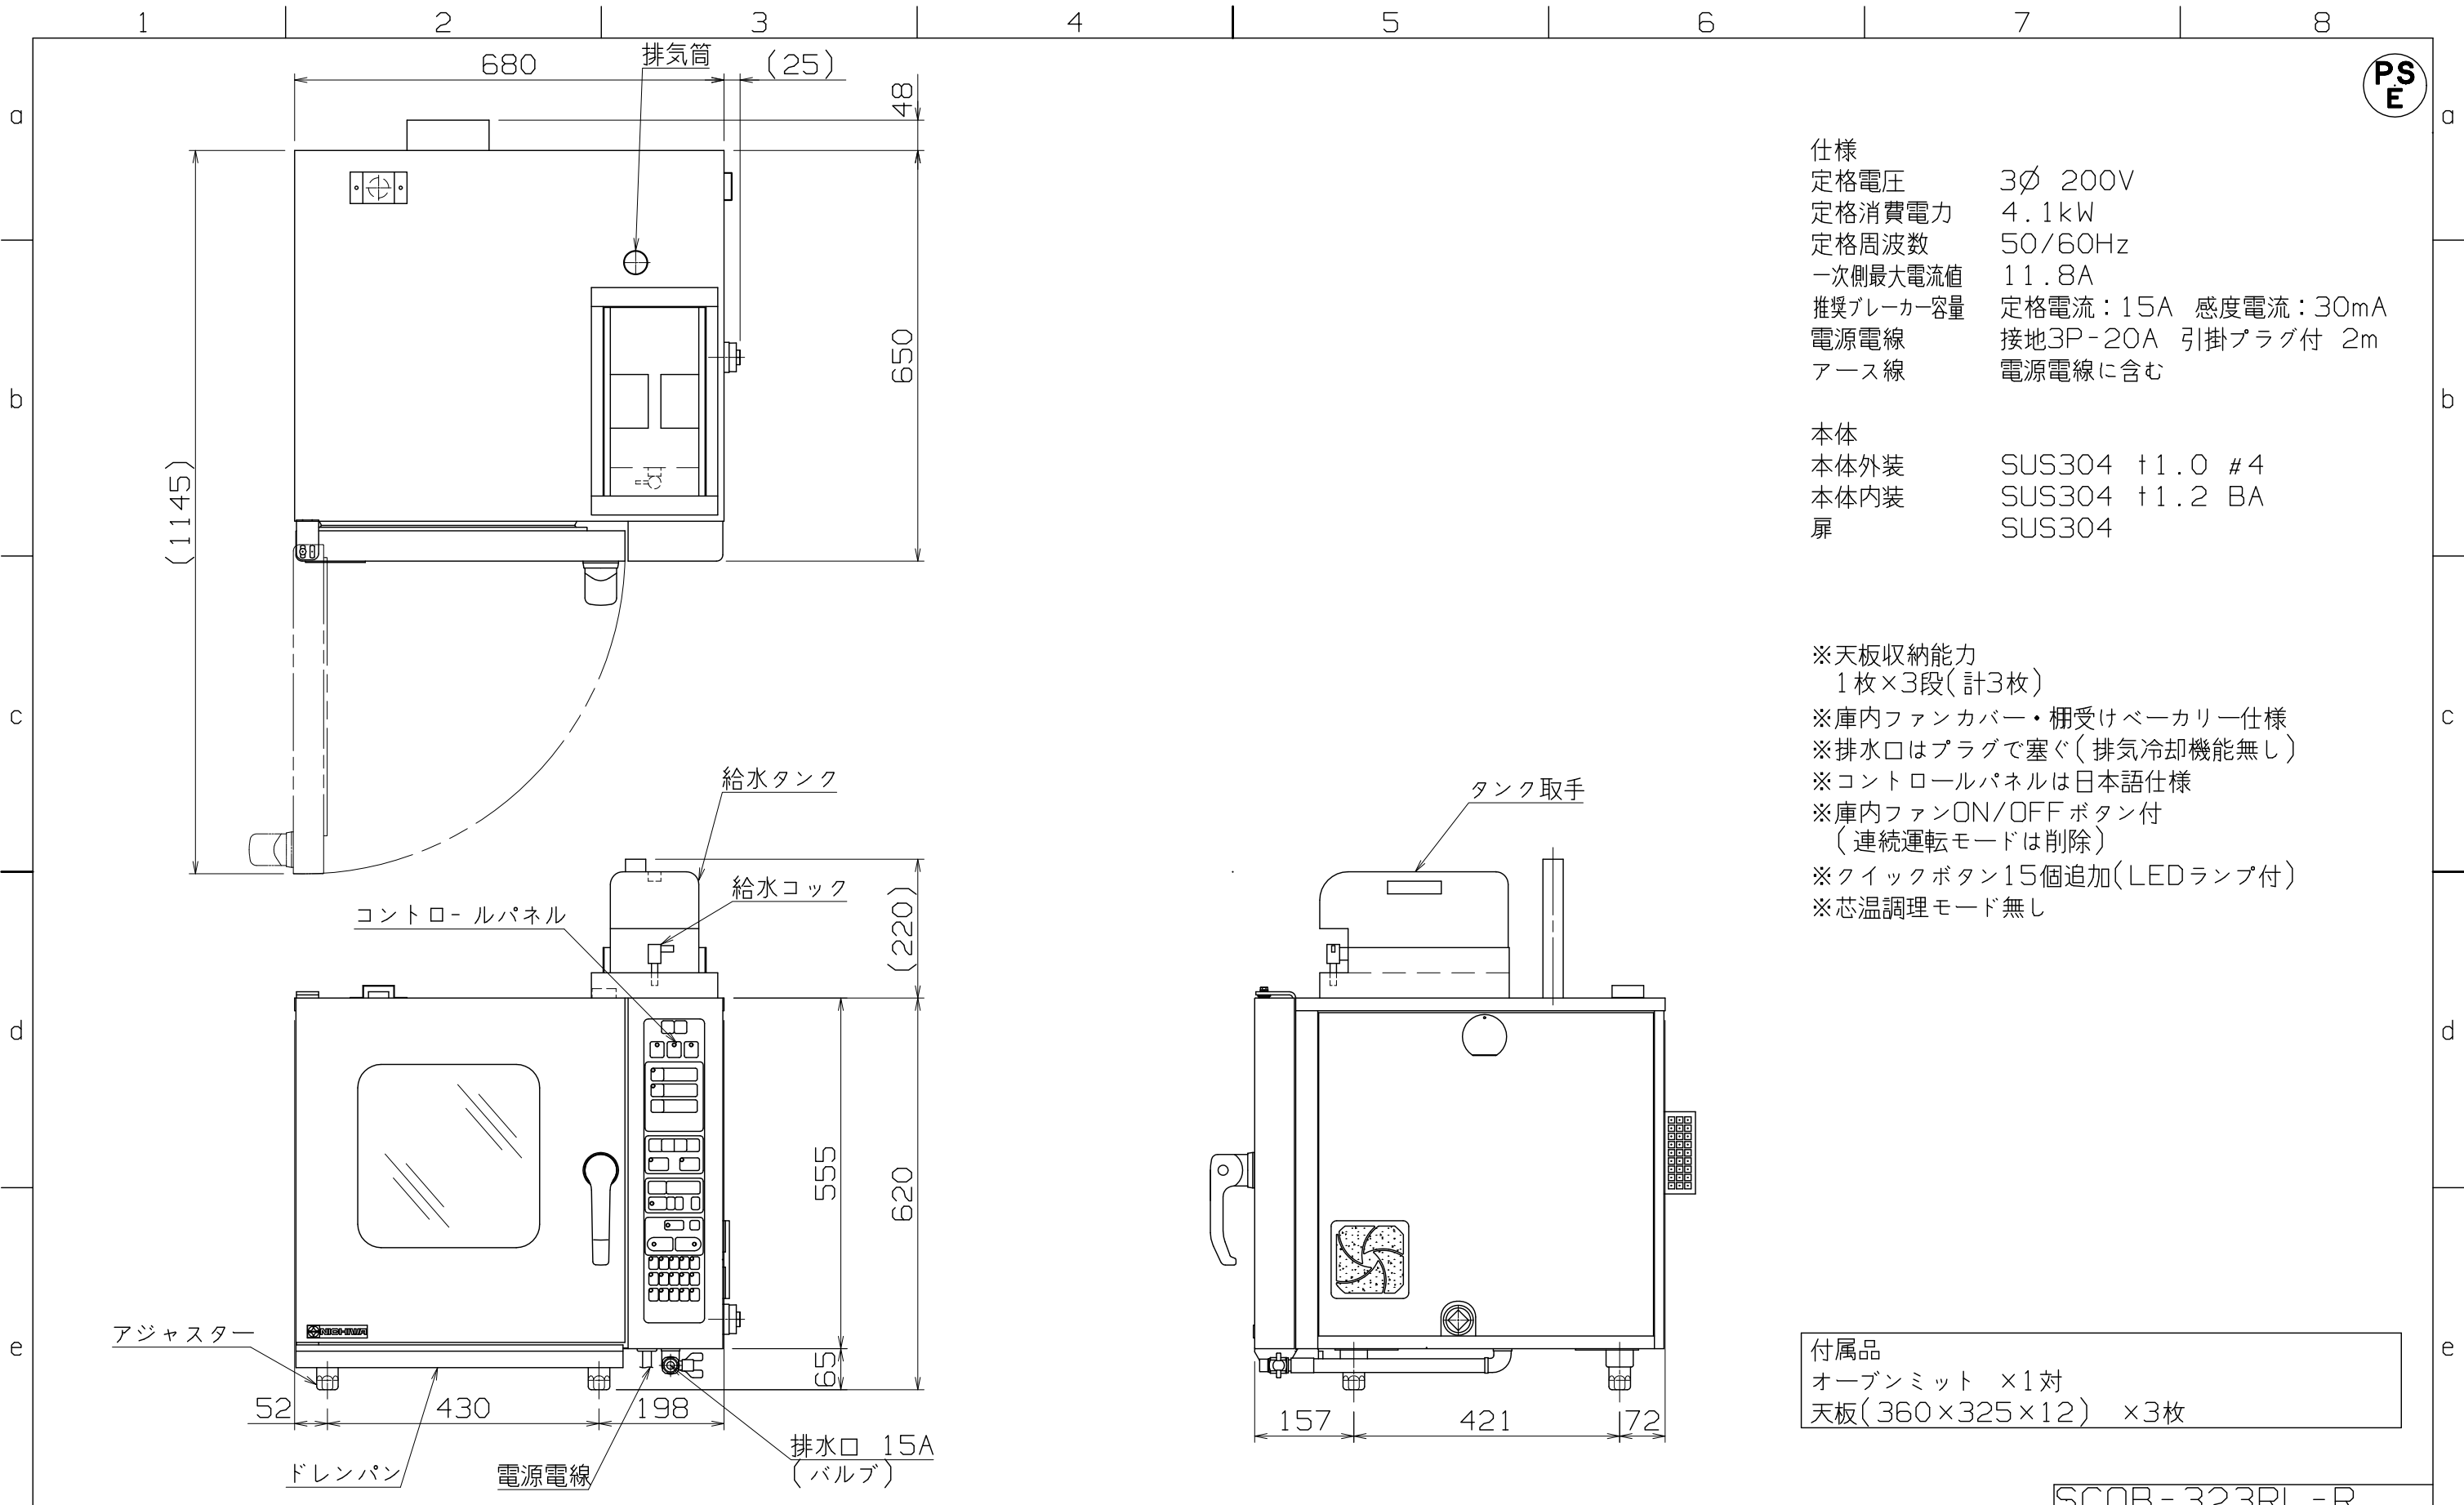 1 2 3 4 5 6 7 8
a
b
c
d
e
a
b
c
d
e
680
排気筒
(25)
48
650
(1145)
給水タンク
給水コック
コントロールパネル
(220)
555
620
65
アジャスター
52
430
198
ドレンパン
電源電線
排水口 15A
(バルブ)
NICHIWA
タンク取手
157
421
72
PS
E
仕様
定格電圧 3∅ 200V
定格消費電力 4.1kW
定格周波数 50/60Hz
一次側最大電流値 11.8A
推奨ブレーカー容量 定格電流：15A 感度電流：30mA
電源電線 接地3P-20A 引掛プラグ付 2m
アース線 電源電線に含む
本体
本体外装 SUS304 t1.0 #4
本体内装 SUS304 t1.2 BA
扉 SUS304
※天板収納能力
1枚×3段(計3枚)
※庫内ファンカバー・棚受けベーカリー仕様
※排水口はプラグで塞ぐ(排気冷却機能無し)
※コントロールパネルは日本語仕様
※庫内ファンON/OFFボタン付
(連続運転モードは削除)
※クイックボタン15個追加(LEDランプ付)
※芯温調理モード無し
付属品
オーブンミット ×1対
天板(360×325×12) ×3枚